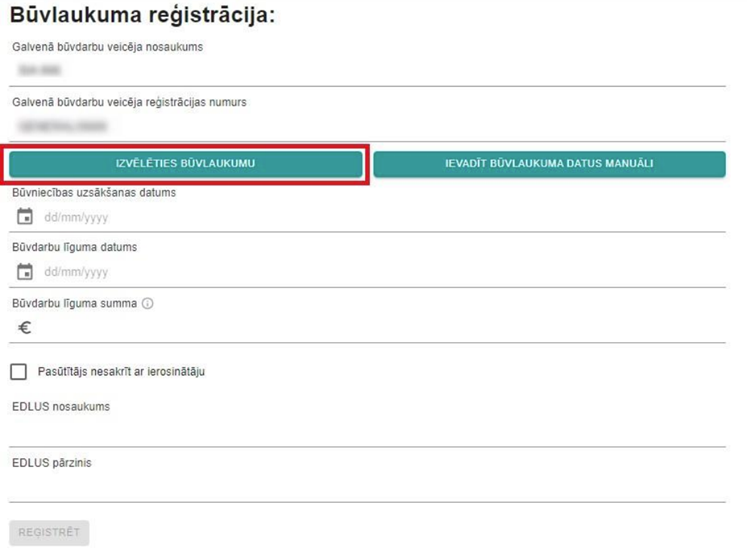 Būvlaukuma reģistrācija:
Galvenā būvdarbu veicēja nosaukums
Galvenā būvdarbu veicēja reģistrācijas numurs
IZVĒLĒTIES BŪVLAUKUMU
IEVADĪT BŪVLAUKUMA DATUS MANUĀLI
Būvniecības uzsākšanas datums
dd/mm/yyyy
Būvdarbu līguma datums
dd/mm/yyyy
Būvdarbu līguma summa
€
Pasūtītājs nesakrīt ar ierosinātāju
EDLUS nosaukums
EDLUS pārzinis
REĢISTRĒT